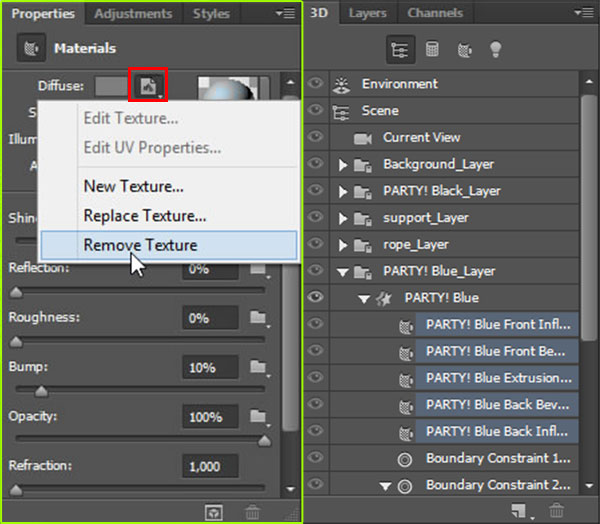 Properties Adjustments Styles
Materials
Diffuse:
S
Illum
A
Edit Texture...
Edit UV Properties...
New Texture...
Replace Texture...
Remove Texture
Shin
Reflection: 0%
Roughness: 0%
Bump: 10%
Opacity: 100%
Refraction: 1,000
3D Layers Channels
Environment
Scene
Current View
Background_Layer
PARTY! Black_Layer
support_Layer
rope_Layer
PARTY! Blue_Layer
PARTY! Blue
PARTY! Blue Front Infl...
PARTY! Blue Front Be...
PARTY! Blue Extrusion...
PARTY! Blue Back Bev...
PARTY! Blue Back Infl...
Boundary Constraint 1...
Boundary Constraint 2...